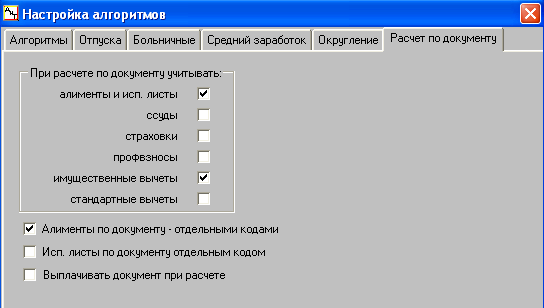 Настройка алгоритмов
Алгоритмы Отпуска Больничные Средний заработок Округление Расчет по документу
При расчете по документу учитывать:
алименты и исп. листы
ссуды
страховки
профвзносы
имущественные вычеты
стандартные вычеты
Алименты по документу - отдельными кодами
Исп. листы по документу отдельным кодом
Выплачивать документ при расчете